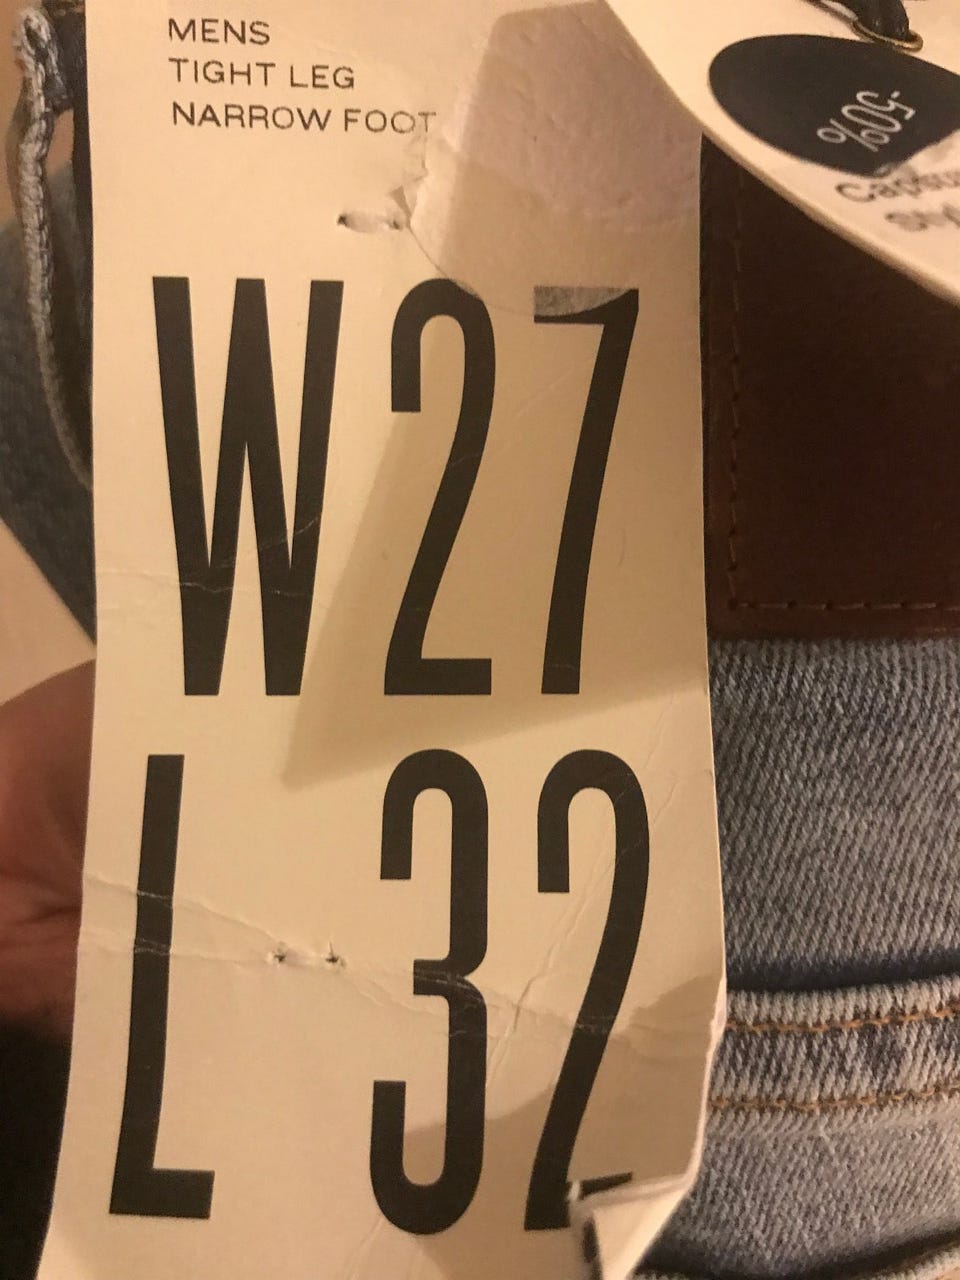 MENS
TIGHT LEG
NARROW FOOT
-50%
W27
L 32